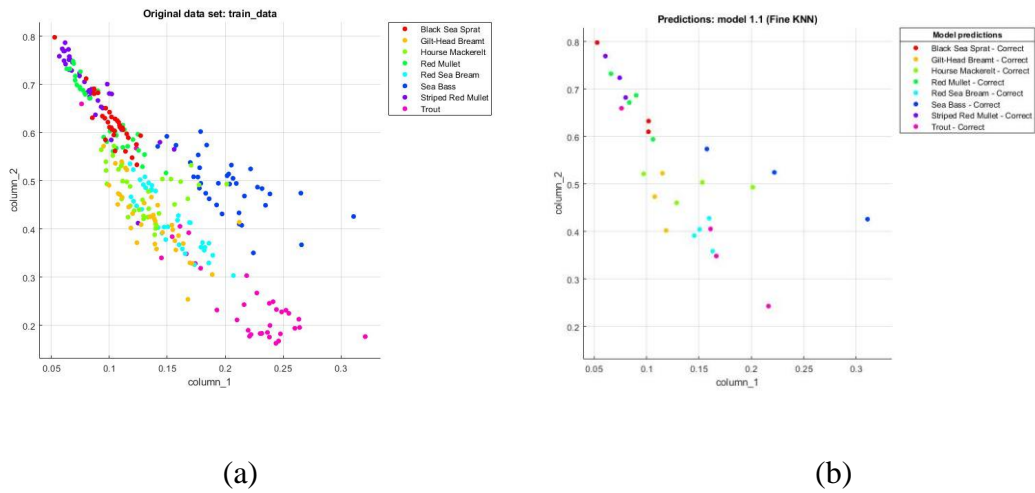 Original data set: train_data
0.8
0.7
0.6
0.5
0.4
0.3
0.2
column_2
0.05
0.1
0.15
0.2
0.25
0.3
column_1
Black Sea Sprat
Gilt-Head Breamt
Hourse Mackerelt
Red Mullet
Red Sea Bream
Sea Bass
Striped Red Mullet
Trout
(a)
Predictions: model 1.1 (Fine KNN)
0.8
0.7
0.6
0.5
0.4
0.3
0.2
column_2
0.05
0.1
0.15
0.2
0.25
0.3
column_1
Model predictions
Black Sea Sprat - Correct
Gilt-Head Breamt - Correct
Hourse Mackerelt - Correct
Red Mullet - Correct
Red Sea Bream - Correct
Sea Bass - Correct
Striped Red Mullet - Correct
Trout - Correct
(b)